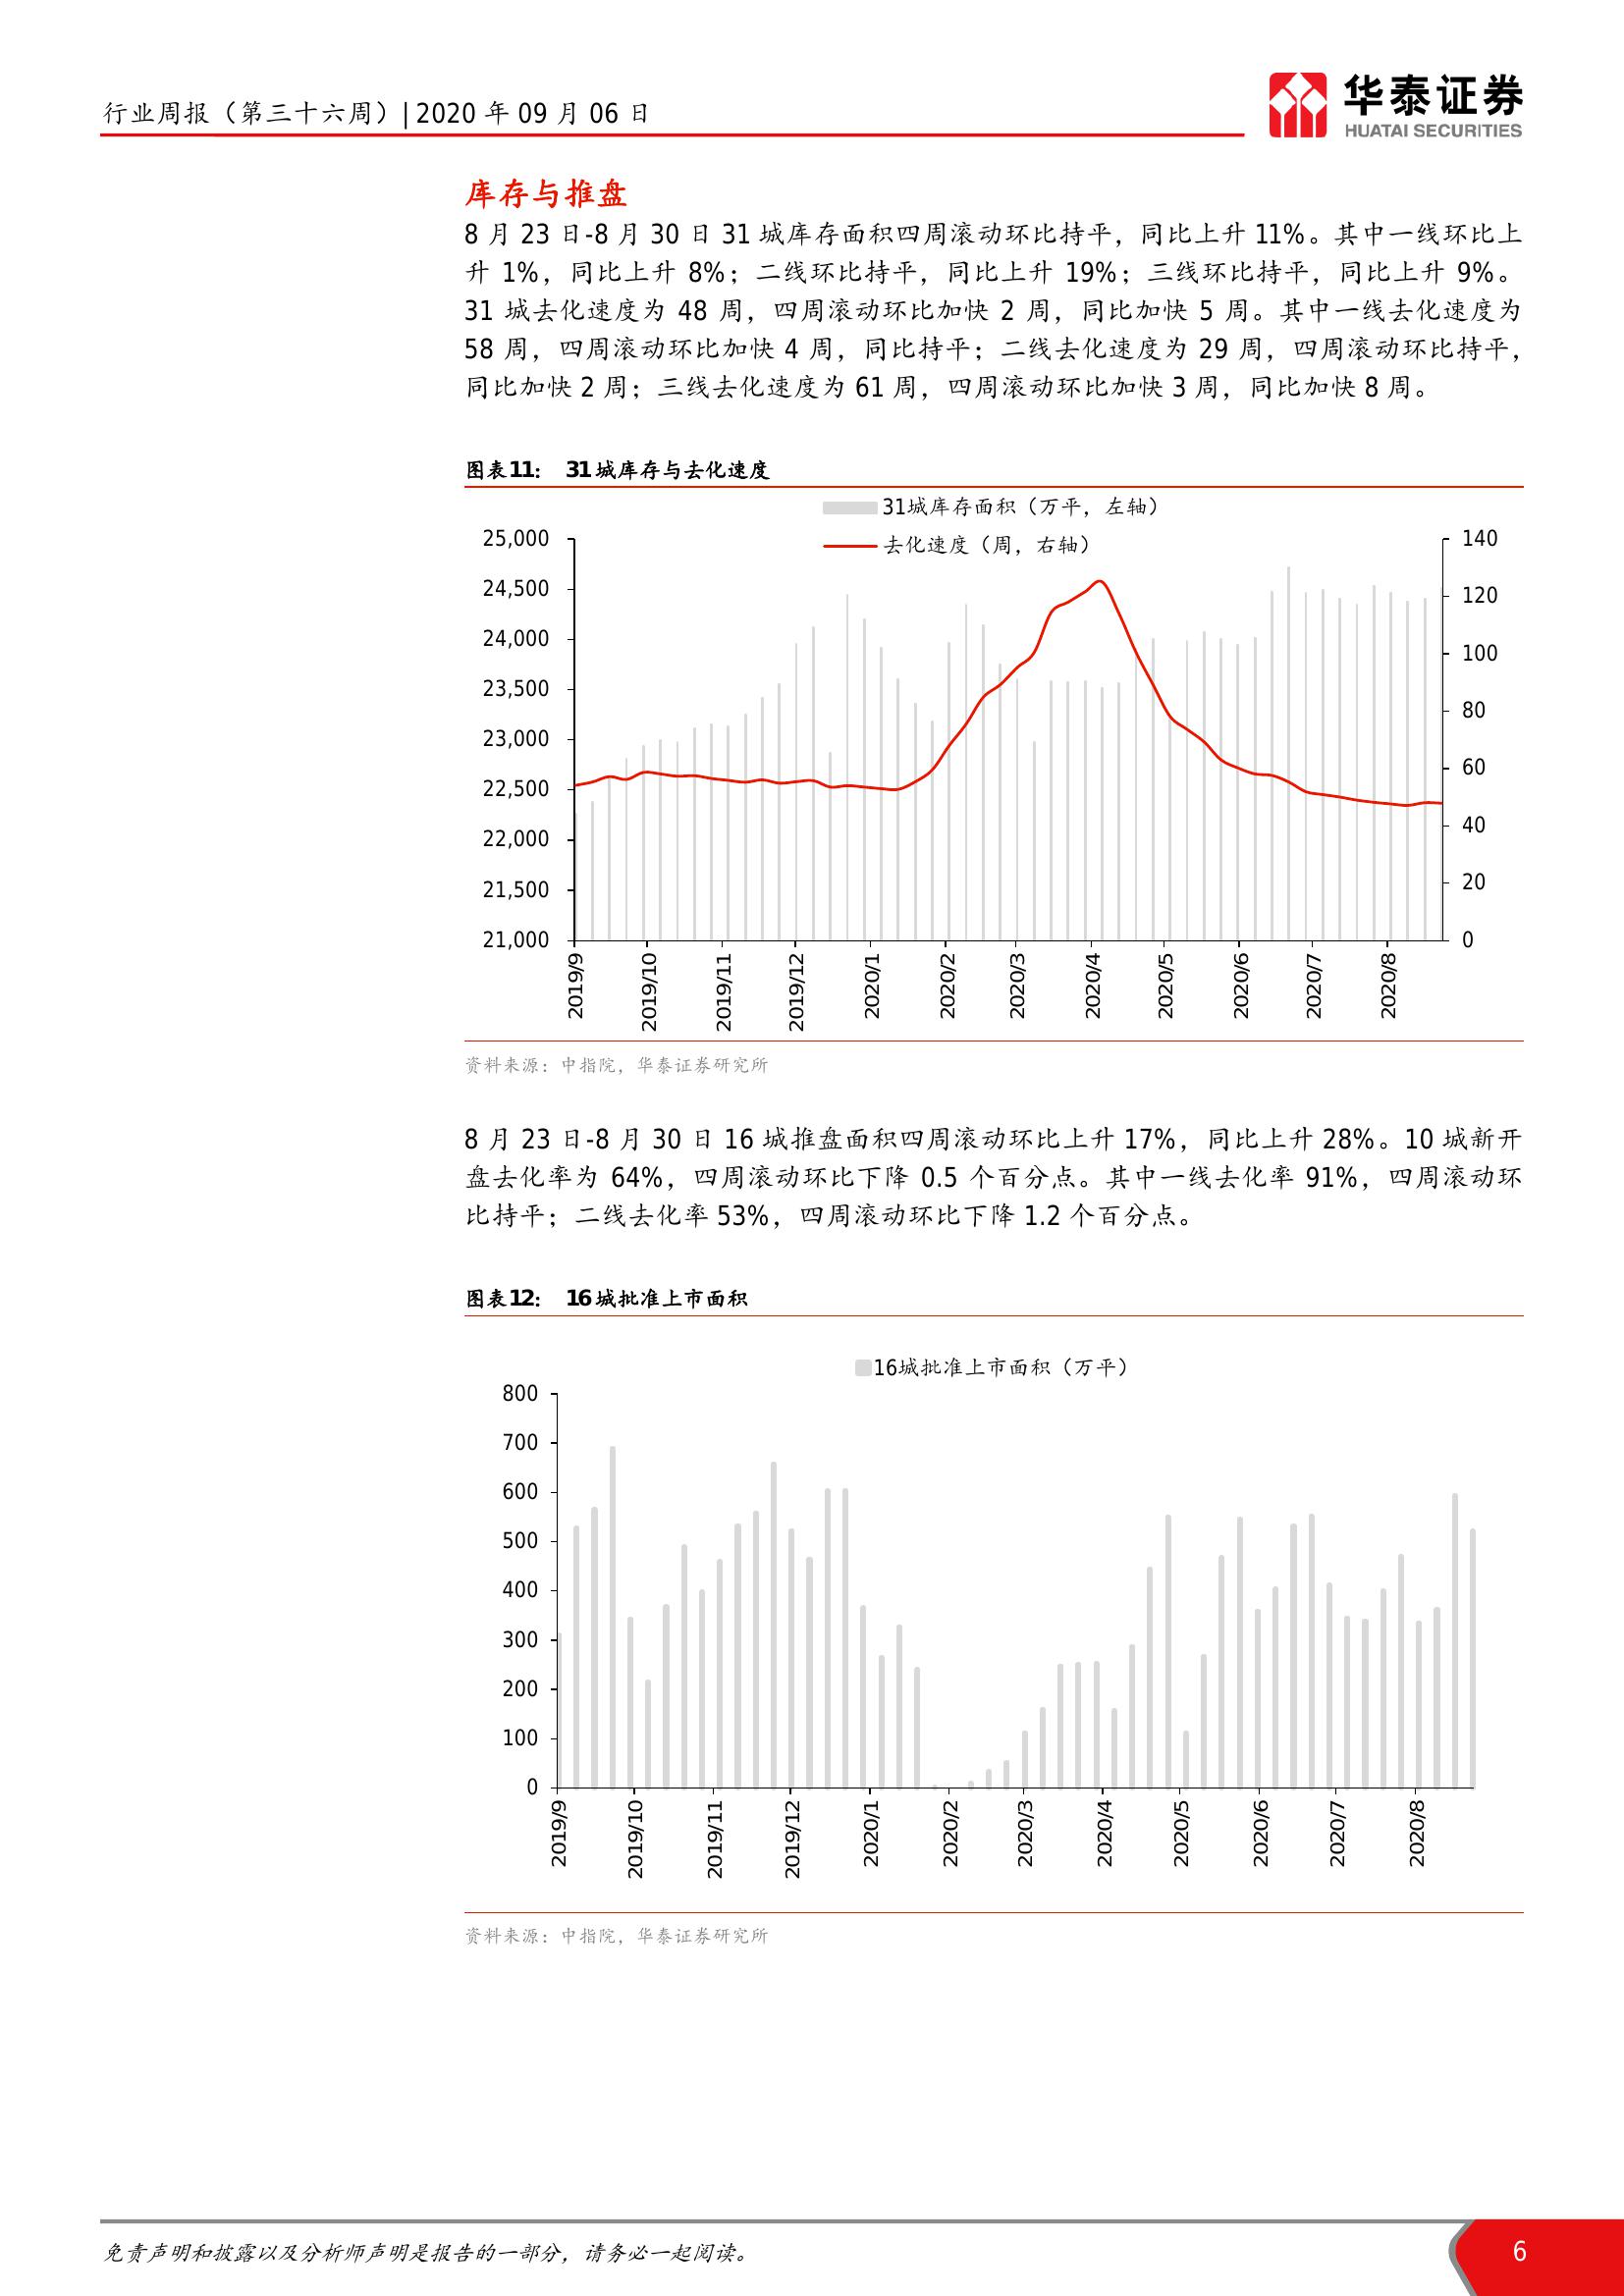 行业周报（第三十六周）| 2020 年 09 月 06 日
华泰证券
HUATAI SECURITIES
库存与推盘
8 月 23 日-8 月 30 日 31 城库存面积四周滚动环比持平，同比上升 11%。其中一线环比上
升 1%，同比上升 8%；二线环比持平，同比上升 19%；三线环比持平，同比上升 9%。
31 城去化速度为 48 周，四周滚动环比加快 2 周，同比加快 5 周。其中一线去化速度为
58 周，四周滚动环比加快 4 周，同比持平；二线去化速度为 29 周，四周滚动环比持平，
同比加快 2 周；三线去化速度为 61 周，四周滚动环比加快 3 周，同比加快 8 周。
图表11： 31 城库存与去化速度
31城库存面积（万平，左轴）
去化速度（周，右轴）
25,000
24,500
24,000
23,500
23,000
22,500
22,000
21,500
21,000
140
120
100
80
60
40
20
0
2019/9
2019/10
2019/11
2019/12
2020/1
2020/2
2020/3
2020/4
2020/5
2020/6
2020/7
2020/8
资料来源：中指院，华泰证券研究所
8 月 23 日-8 月 30 日 16 城推盘面积四周滚动环比上升 17%，同比上升 28%。10 城新开
盘去化率为 64%，四周滚动环比下降 0.5 个百分点。其中一线去化率 91%，四周滚动环
比持平；二线去化率 53%，四周滚动环比下降 1.2 个百分点。
图表12： 16 城批准上市面积
16城批准上市面积（万平）
800
700
600
500
400
300
200
100
0
2019/9
2019/10
2019/11
2019/12
2020/1
2020/2
2020/3
2020/4
2020/5
2020/6
2020/7
2020/8
资料来源：中指院，华泰证券研究所
免责声明和披露以及分析师声明是报告的一部分，请务必一起阅读。
6